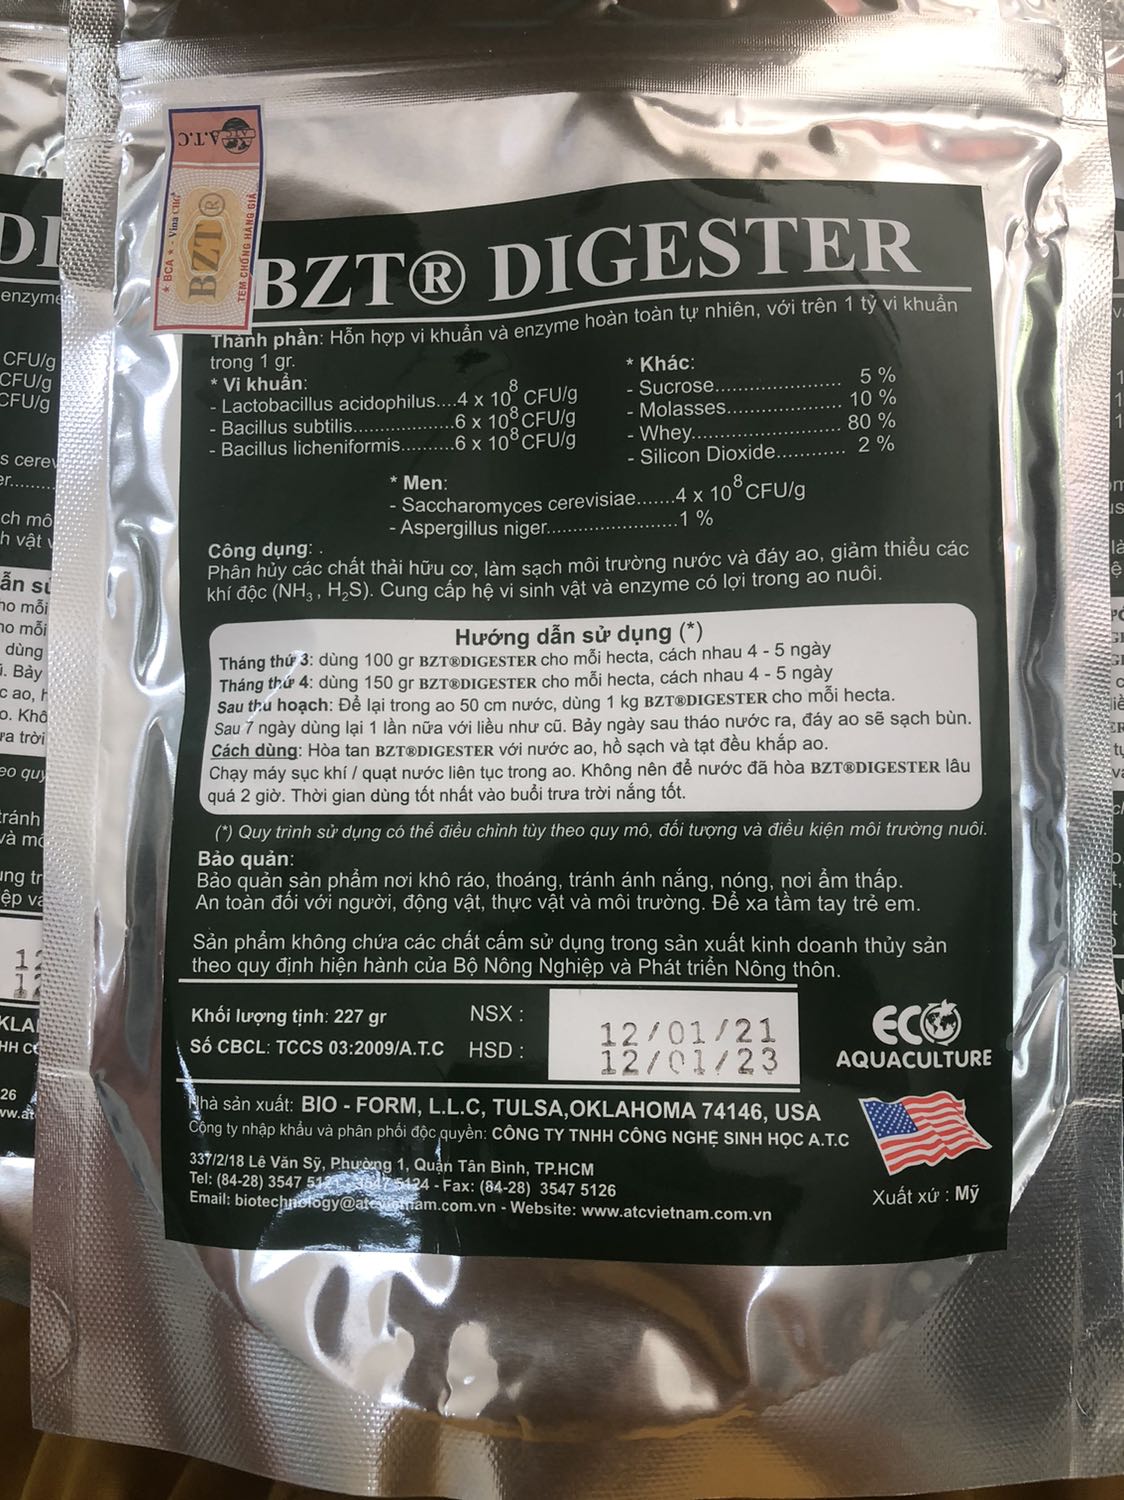 A.T.C
★ BCA ★ - Vina CHG
BZT®
TEM CHỐNG HÀNG GIẢ
BZT® DIGESTER
Thành phần: Hỗn hợp vi khuẩn và enzyme hoàn toàn tự nhiên, với trên 1 tỷ vi khuẩn
trong 1 gr.
* Vi khuẩn:
- Lactobacillus acidophilus....4 x 10⁸ CFU/g
- Bacillus subtilis..................6 x 10⁸ CFU/g
- Bacillus licheniformis..........6 x 10⁸ CFU/g
* Khác:
- Sucrose...................... 5 %
- Molasses.................... 10 %
- Whey.......................... 80 %
- Silicon Dioxide............ 2 %
* Men:
- Saccharomyces cerevisiae.......4 x 10⁸ CFU/g
- Aspergillus niger.......................1 %
Công dụng: .
Phân hủy các chất thải hữu cơ, làm sạch môi trường nước và đáy ao, giảm thiểu các
khí độc (NH₃ , H₂S). Cung cấp hệ vi sinh vật và enzyme có lợi trong ao nuôi.
Hướng dẫn sử dụng (*)
Tháng thứ 3: dùng 100 gr BZT®DIGESTER cho mỗi hecta, cách nhau 4 - 5 ngày
Tháng thứ 4: dùng 150 gr BZT®DIGESTER cho mỗi hecta, cách nhau 4 - 5 ngày
Sau thu hoạch: Để lại trong ao 50 cm nước, dùng 1 kg BZT®DIGESTER cho mỗi hecta.
Sau 7 ngày dùng lại 1 lần nữa với liều như cũ. Bảy ngày sau tháo nước ra, đáy ao sẽ sạch bùn.
Cách dùng: Hòa tan BZT®DIGESTER với nước ao, hồ sạch và tạt đều khắp ao.
Chạy máy sục khí / quạt nước liên tục trong ao. Không nên để nước đã hòa BZT®DIGESTER lâu
quá 2 giờ. Thời gian dùng tốt nhất vào buổi trưa trời nắng tốt.
(*) Quy trình sử dụng có thể điều chỉnh tùy theo quy mô, đối tượng và điều kiện môi trường nuôi.
Bảo quản:
Bảo quản sản phẩm nơi khô ráo, thoáng, tránh ánh nắng, nóng, nơi ẩm thấp.
An toàn đối với người, động vật, thực vật và môi trường. Để xa tầm tay trẻ em.
Sản phẩm không chứa các chất cấm sử dụng trong sản xuất kinh doanh thủy sản
theo quy định hiện hành của Bộ Nông Nghiệp và Phát triển Nông thôn.
Khối lượng tịnh: 227 gr
NSX : 12/01/21
Số CBCL: TCCS 03:2009/A.T.C
HSD : 12/01/23
ECO
AQUACULTURE
Nhà sản xuất: BIO - FORM, L.L.C, TULSA,OKLAHOMA 74146, USA
Công ty nhập khẩu và phân phối độc quyền: CÔNG TY TNHH CÔNG NGHỆ SINH HỌC A.T.C
337/2/18 Lê Văn Sỹ, Phường 1, Quận Tân Bình, TP.HCM
Tel: (84-28) 3547 5124 - Fax: (84-28) 3547 5126
Email: biotechnology@atcvietnam.com.vn - Website: www.atcvietnam.com.vn
Xuất xứ : Mỹ